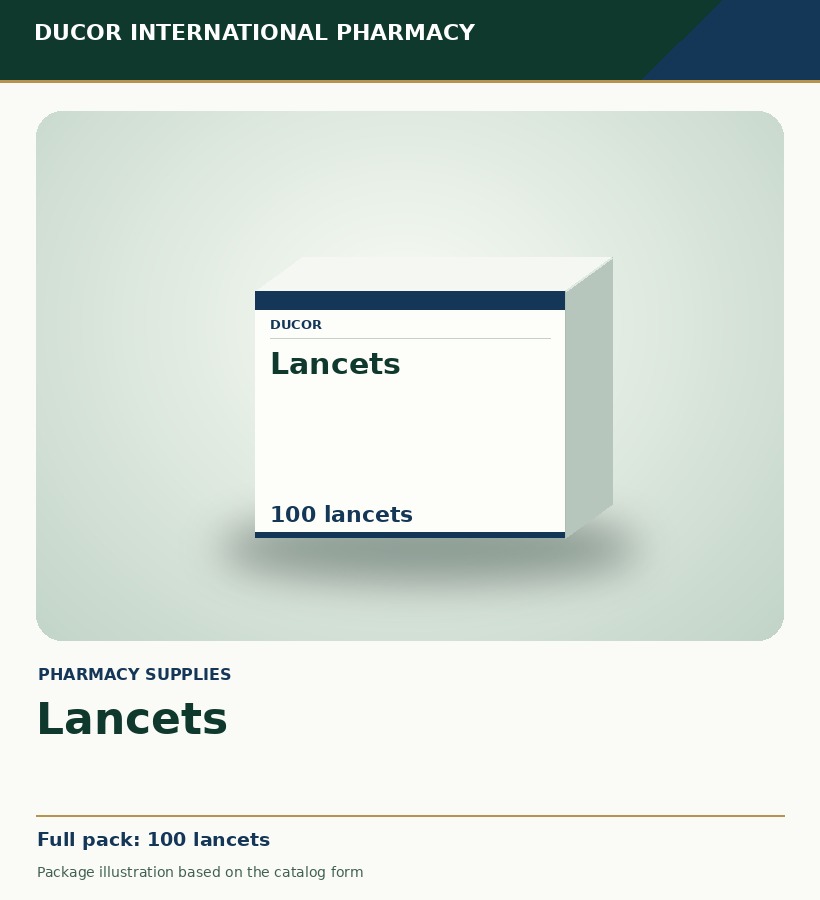 DUCOR INTERNATIONAL PHARMACY
DUCOR
Lancets
100 lancets
PHARMACY SUPPLIES
Lancets
Full pack: 100 lancets
Package illustration based on the catalog form